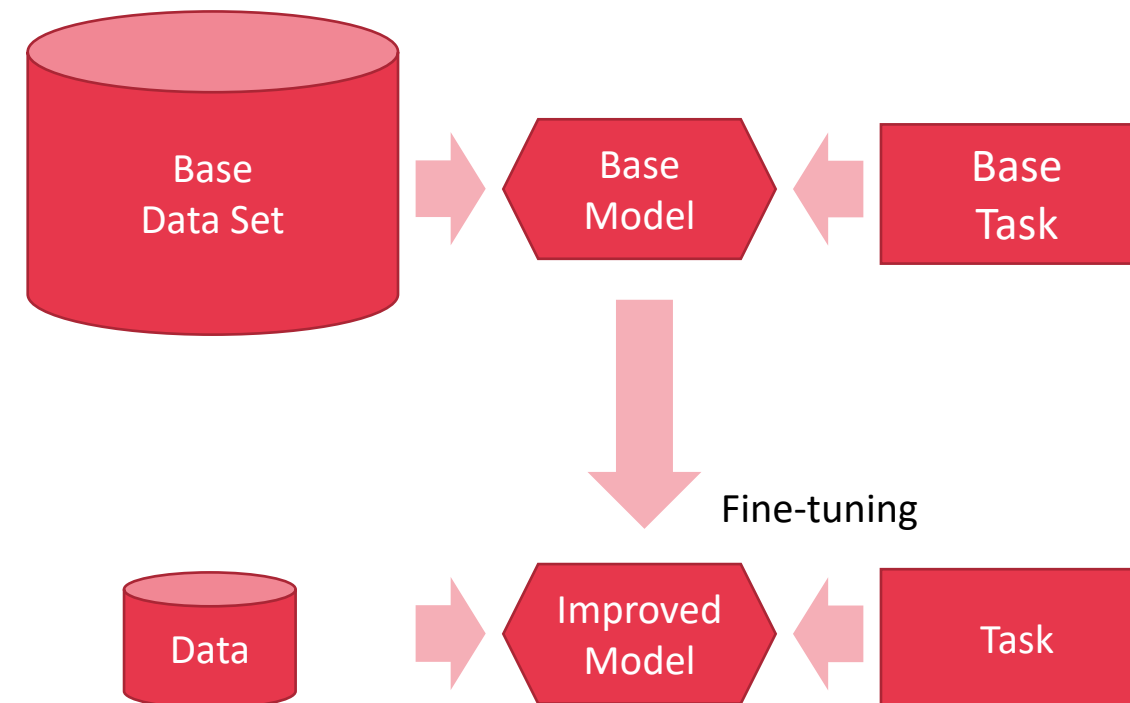 Base
Data Set
Base
Model
Base
Task
Fine-tuning
Data
Improved
Model
Task